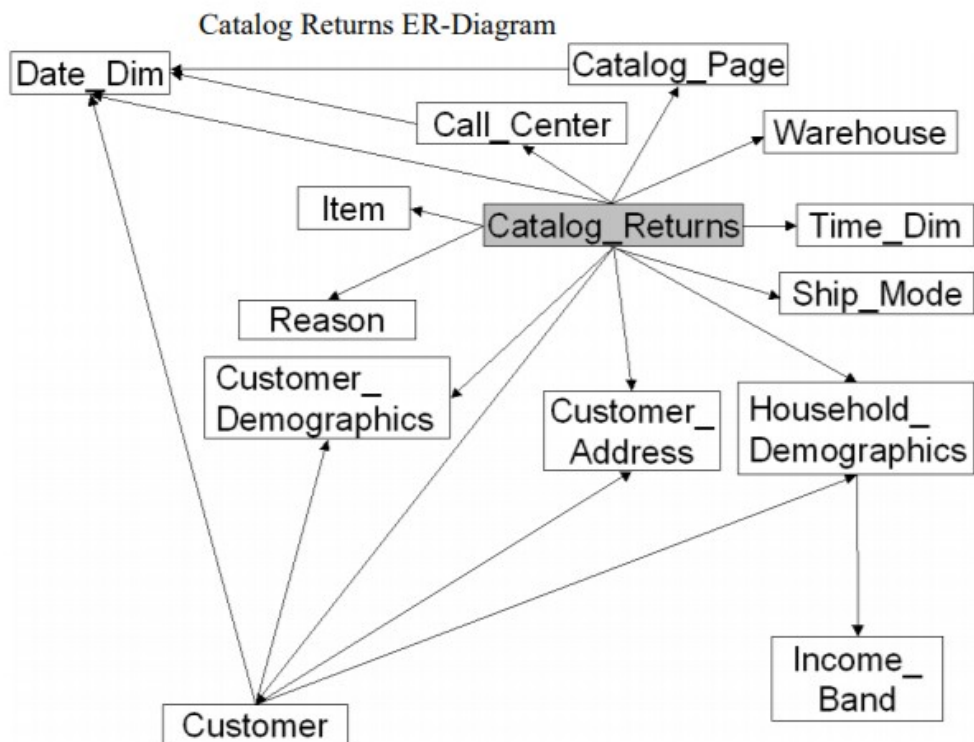 Catalog Returns ER-Diagram
Date_Dim
Catalog_Page
Call_Center
Warehouse
Item
Catalog_Returns
Time_Dim
Ship_Mode
Reason
Customer_
Demographics
Customer_
Address
Household_
Demographics
Income_
Band
Customer